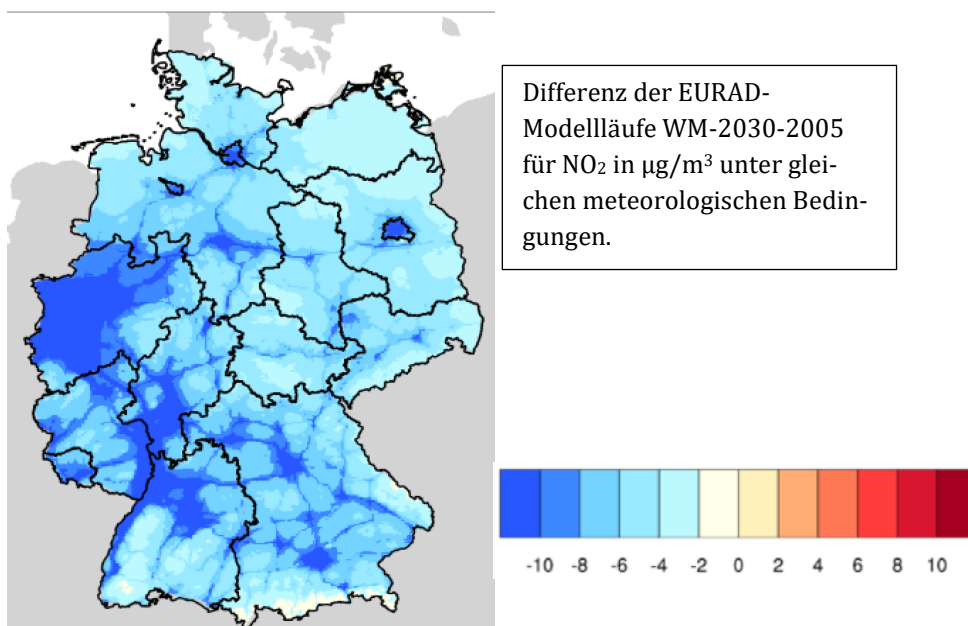 Differenz der EURAD-
Modellläufe WM-2030-2005
für NO₂ in µg/m³ unter glei-
chen meteorologischen Bedin-
gungen.
-10 -8 -6 -4 -2 0 2 4 6 8 10